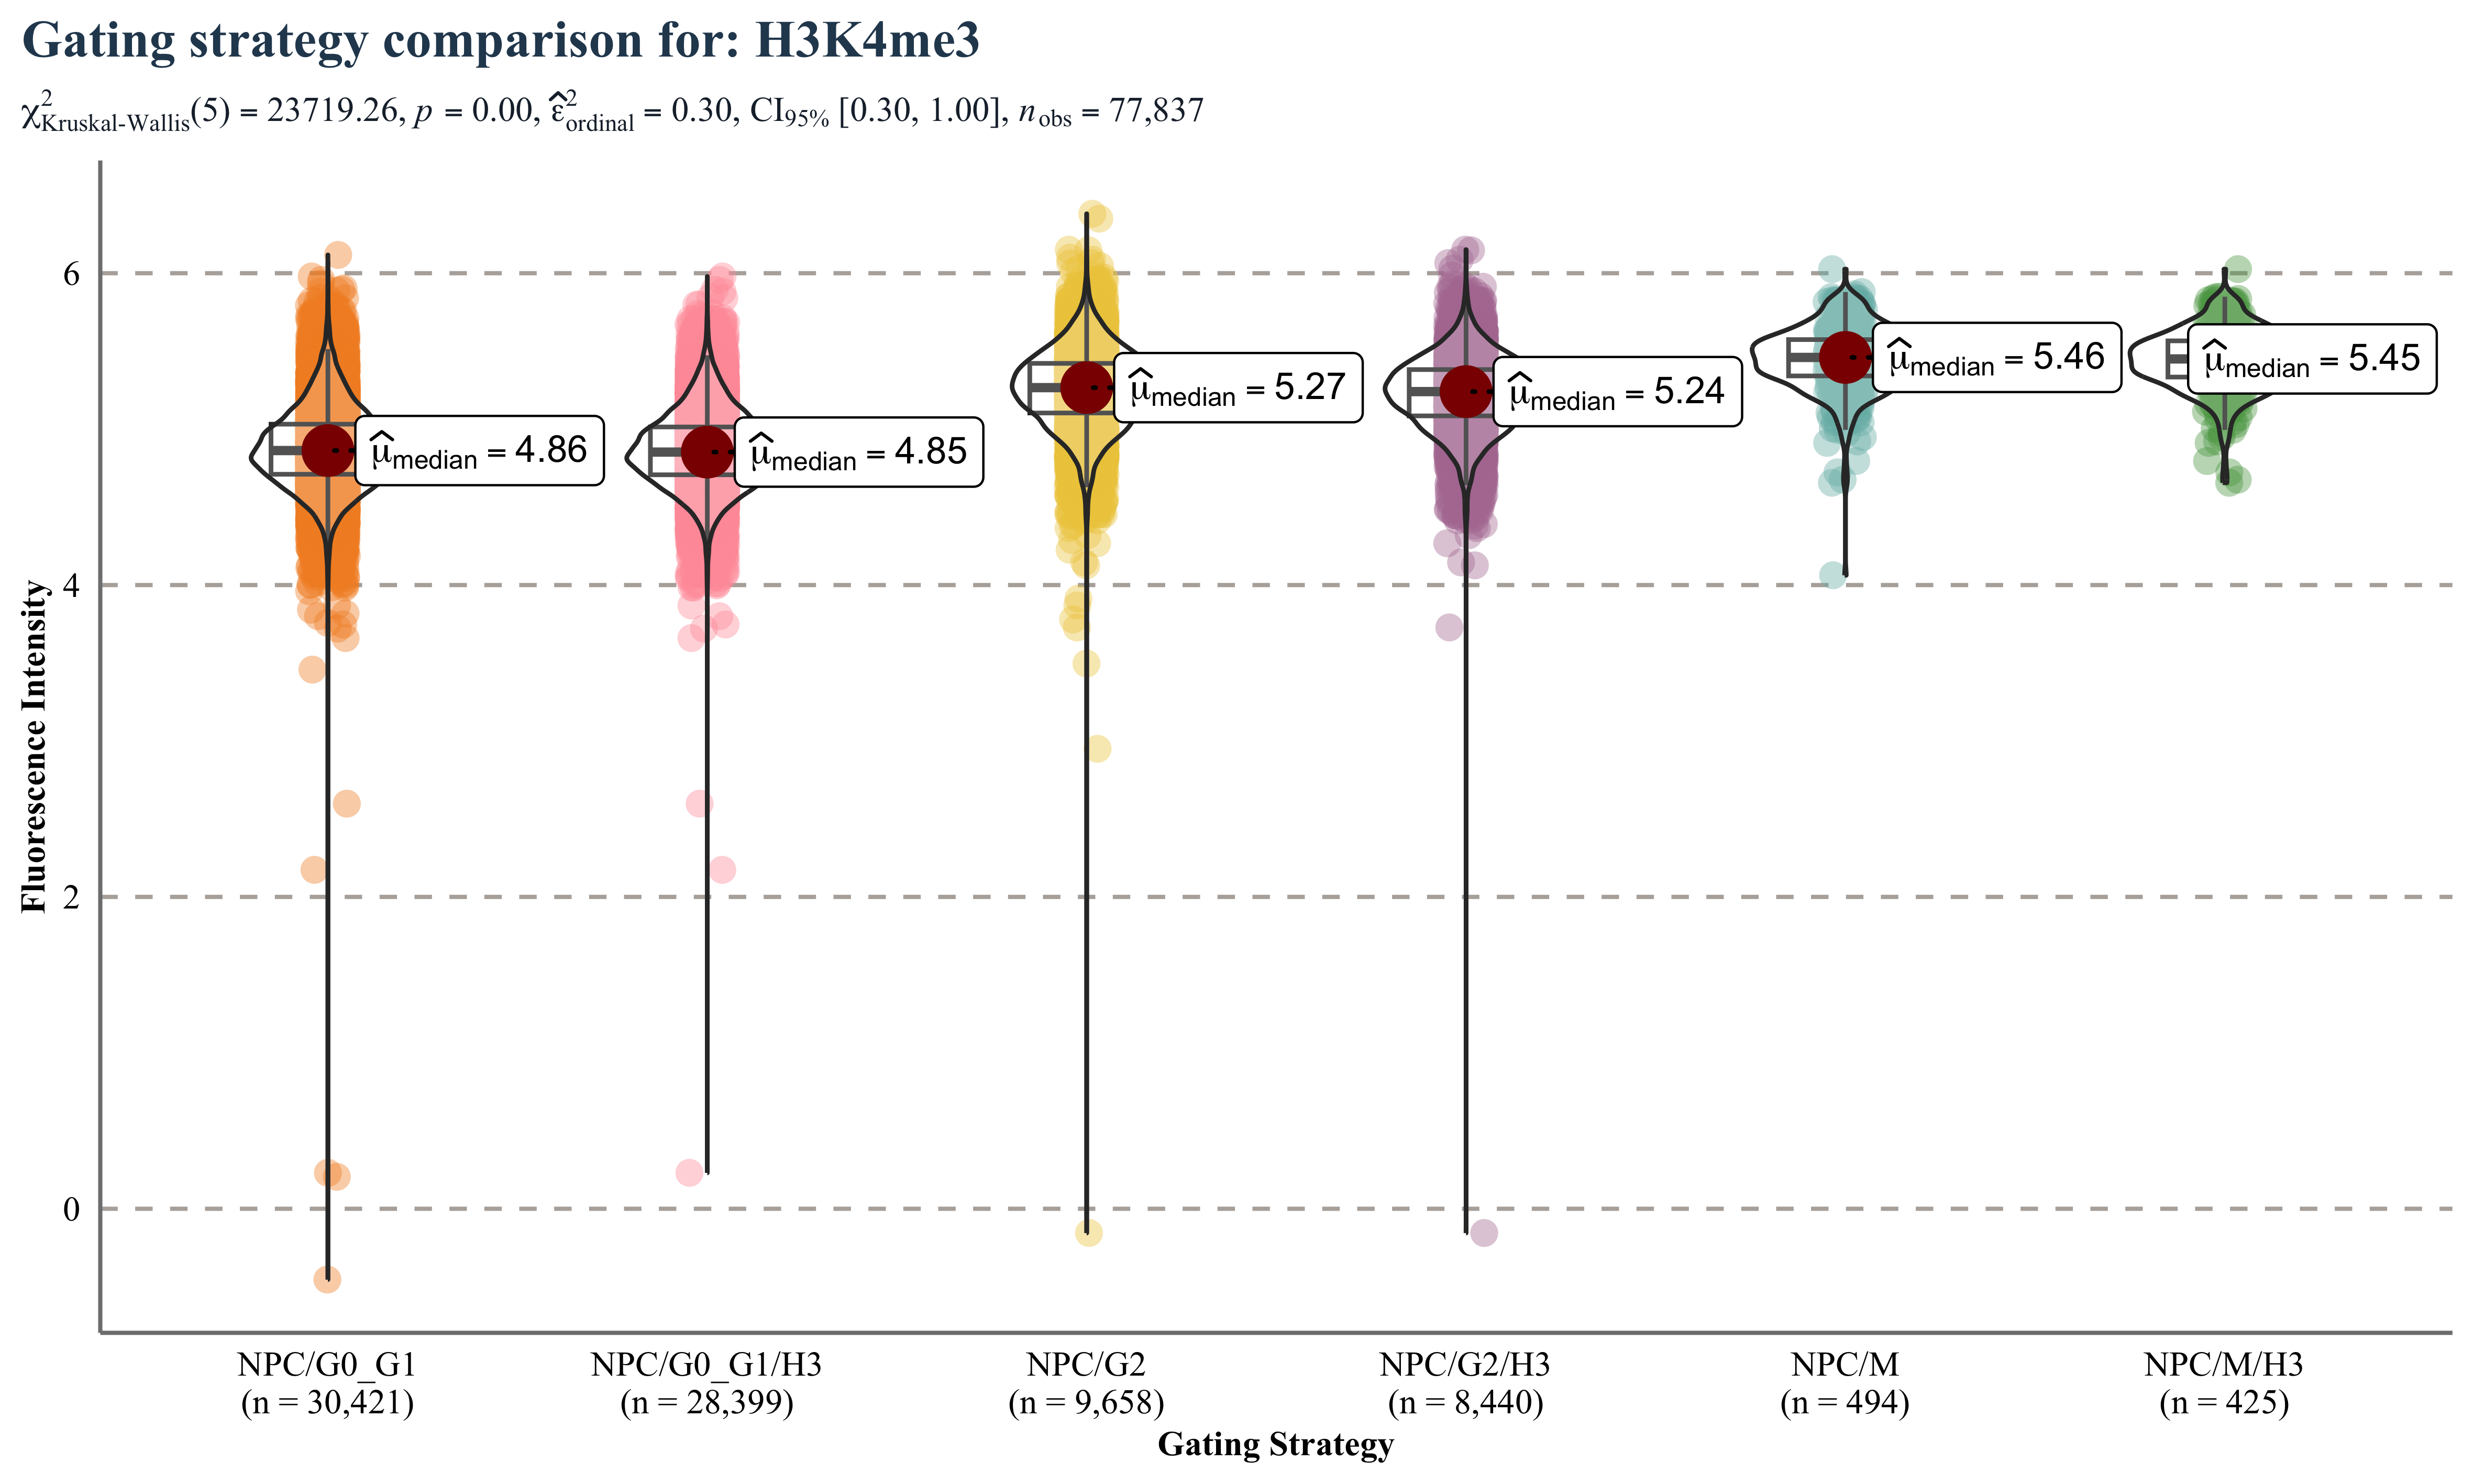 Gating strategy comparison for: H3K4me3
χ²Kruskal-Wallis(5) = 23719.26, p = 0.00, ε̂²ordinal = 0.30, CI95% [0.30, 1.00], nobs = 77,837
Fluorescence Intensity
6
4
2
0
μ̂median = 4.86
μ̂median = 4.85
μ̂median = 5.27
μ̂median = 5.24
μ̂median = 5.46
μ̂median = 5.45
NPC/G0_G1
(n = 30,421)
NPC/G0_G1/H3
(n = 28,399)
NPC/G2
(n = 9,658)
NPC/G2/H3
(n = 8,440)
NPC/M
(n = 494)
NPC/M/H3
(n = 425)
Gating Strategy